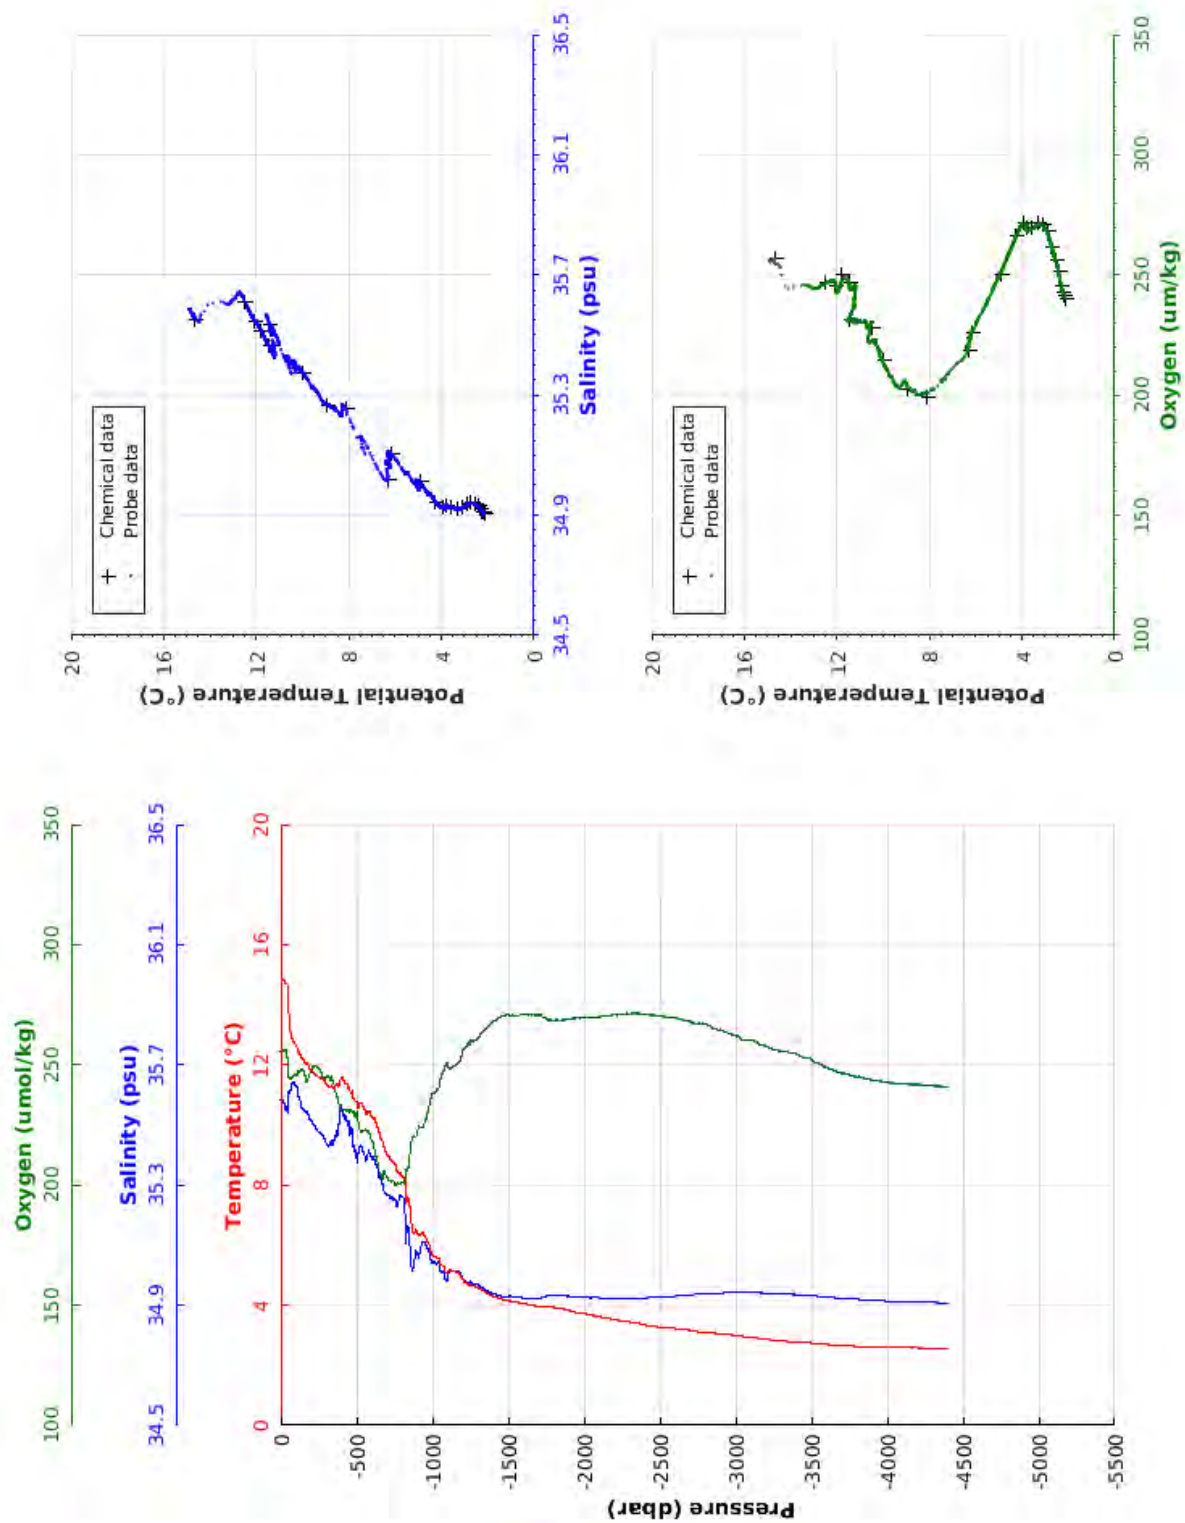 Oxygen (umol/kg)
100 150 200 250 300 350
Salinity (psu)
34.5 34.9 35.3 35.7 36.1 36.5
Temperature (°C)
0 4 8 12 16 20
Pressure (dbar)
0
-500
-1000
-1500
-2000
-2500
-3000
-3500
-4000
-4500
-5000
-5500
Potential Temperature (°C)
20
16
12
8
4
0
+ Chemical data
. Probe data
34.5 34.9 35.3 35.7 36.1 36.5
Salinity (psu)
Potential Temperature (°C)
20
16
12
8
4
0
+ Chemical data
. Probe data
100 150 200 250 300 350
Oxygen (um/kg)